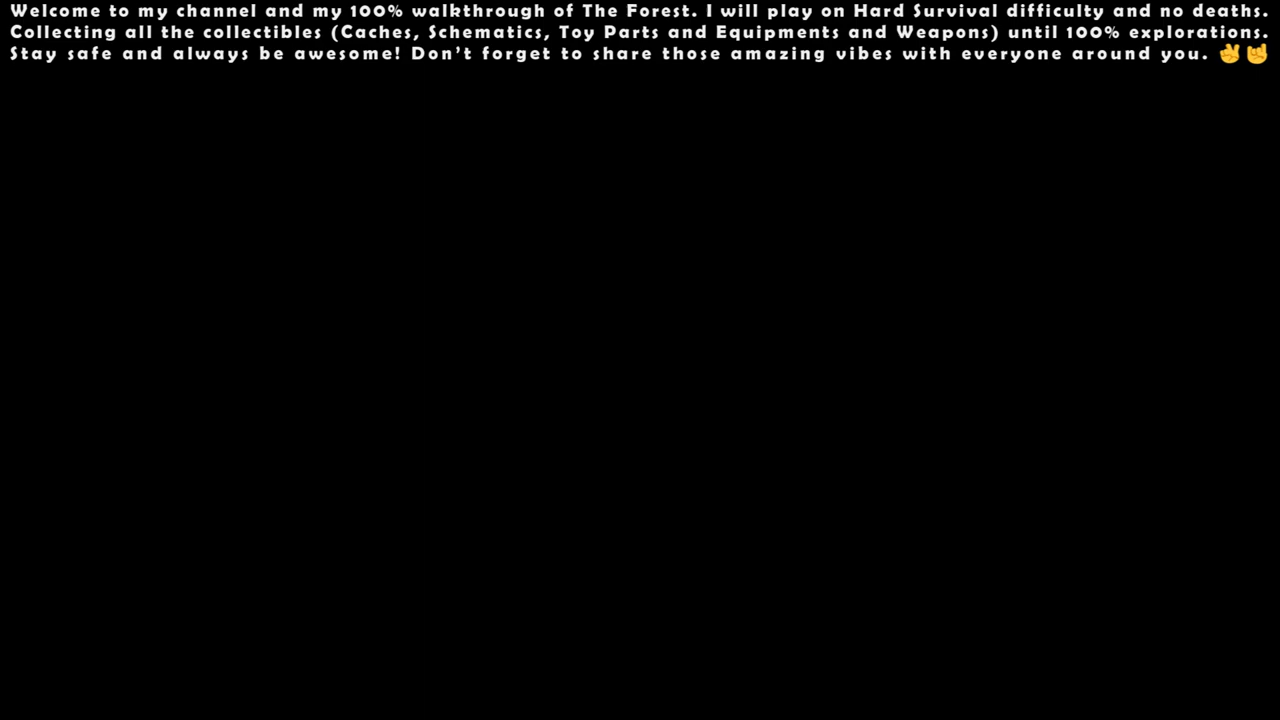 Welcome to my channel and my 100% walkthrough of The Forest. I will play on Hard Survival difficulty and no deaths.
Collecting all the collectibles (Caches, Schematics, Toy Parts and Equipments and Weapons) until 100% explorations.
Stay safe and always be awesome! Don’t forget to share those amazing vibes with everyone around you. ✌️🤘